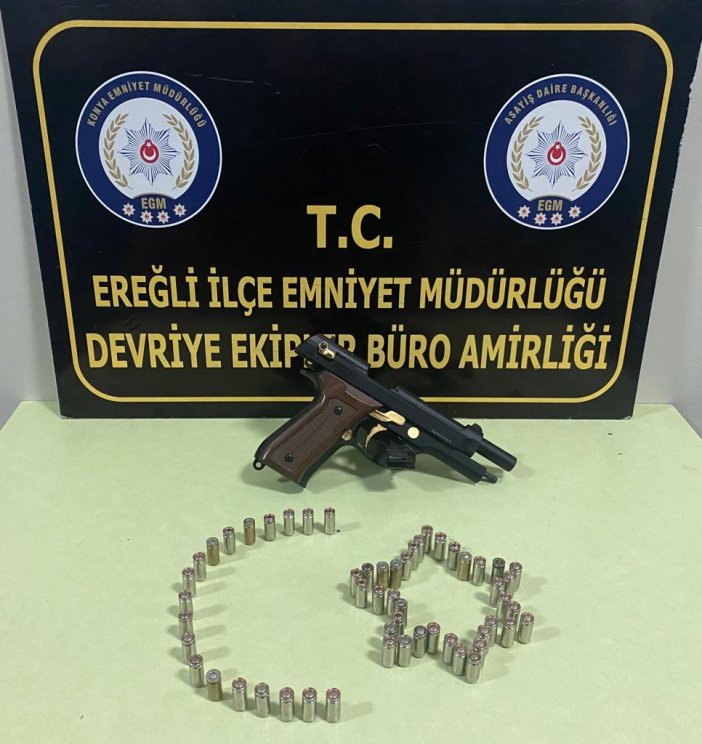 KONYA EMNİYET MÜDÜRLÜĞÜ
EGM
ASAYİŞ DAİRE BAŞKANLIĞI
EGM
T.C.
EREĞLİ İLÇE EMNİYET MÜDÜRLÜĞÜ
DEVRİYE BÜRO AMİRLİĞİ